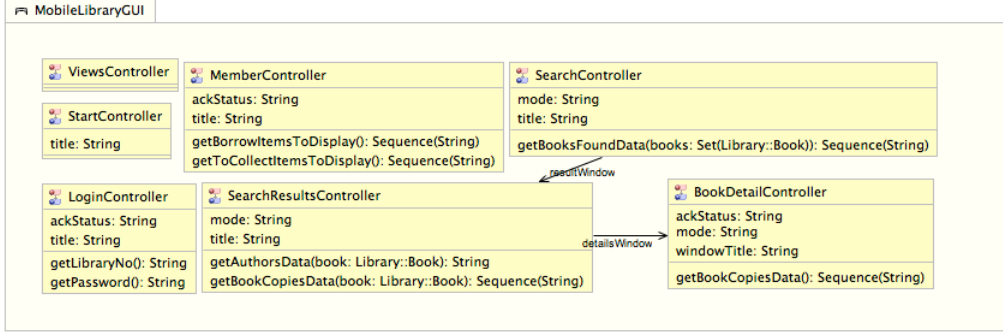 MobileLibraryGUI
ViewsController
StartController
title: String
MemberController
ackStatus: String
title: String
getBorrowItemsToDisplay(): Sequence(String)
getToCollectItemsToDisplay(): Sequence(String)
SearchController
mode: String
title: String
getBooksFoundData(books: Set(Library::Book)): Sequence(String)
resultWindow
LoginController
ackStatus: String
title: String
getLibraryNo(): String
getPassword(): String
SearchResultsController
mode: String
title: String
getAuthorsData(book: Library::Book): String
getBookCopiesData(book: Library::Book): Sequence(String)
detailsWindow
BookDetailController
ackStatus: String
mode: String
windowTitle: String
getBookCopiesData(): Sequence(String)